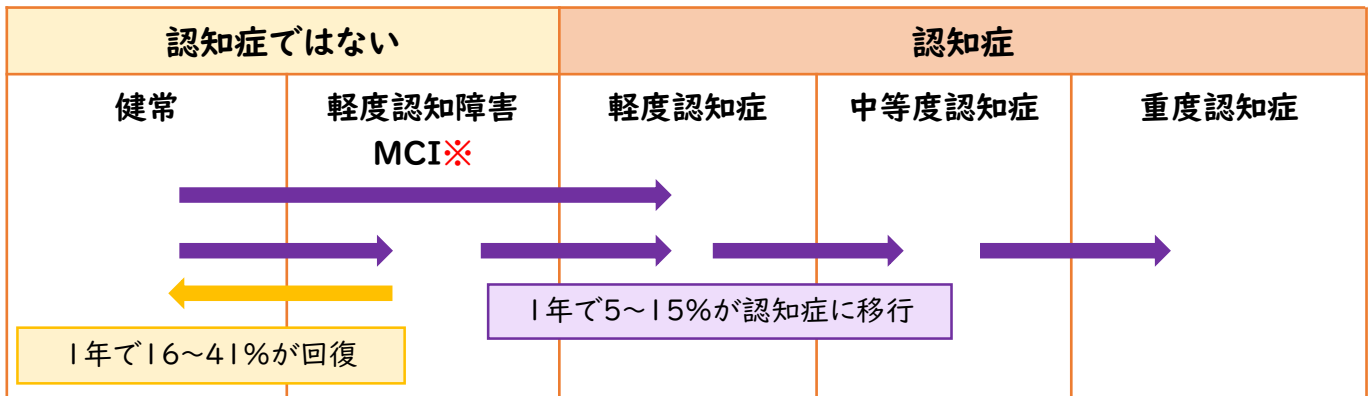 認知症ではない
認知症
健常
軽度認知障害
MCI※
軽度認知症
中等度認知症
重度認知症
1年で5~15%が認知症に移行
1年で16~41%が回復